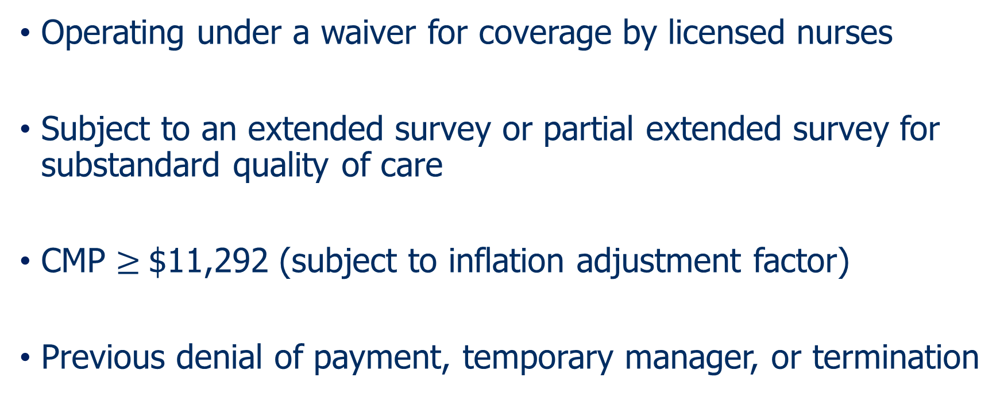 • Operating under a waiver for coverage by licensed nurses
• Subject to an extended survey or partial extended survey for
substandard quality of care
• CMP ≥ $11,292 (subject to inflation adjustment factor)
• Previous denial of payment, temporary manager, or termination